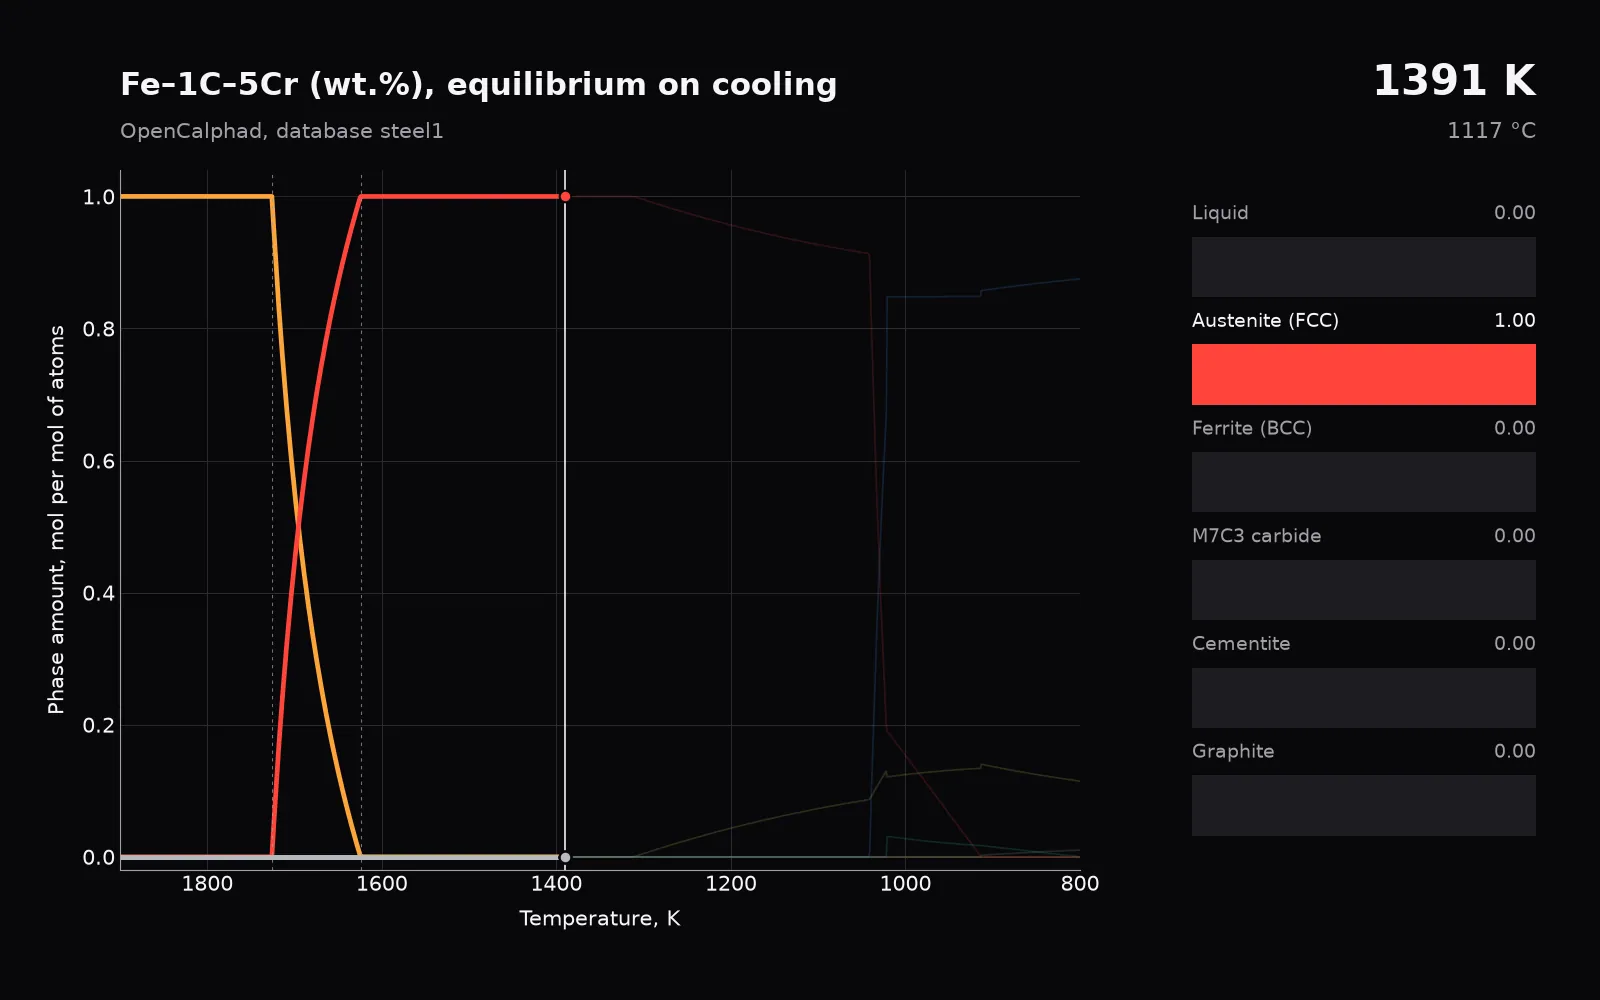 Fe–1C–5Cr (wt.%), equilibrium on cooling
OpenCalphad, database steel1
1391 K
1117 °C
Phase amount, mol per mol of atoms
1.0
0.8
0.6
0.4
0.2
0.0
1800 1600 1400 1200 1000 800
Temperature, K
Liquid 0.00
Austenite (FCC) 1.00
Ferrite (BCC) 0.00
M7C3 carbide 0.00
Cementite 0.00
Graphite 0.00